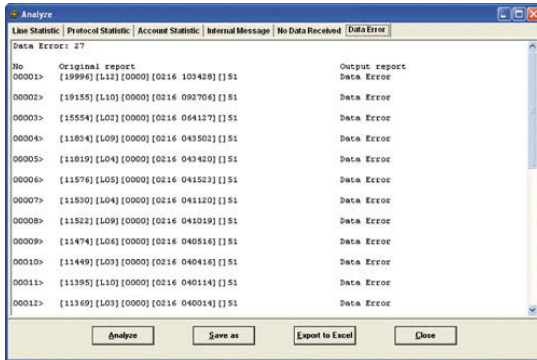 Analyze
Line Statistic Protocol Statistic Account Statistic Internal Message No Data Received Data Error
Data Error: 27
No Original report Output report
00001> [19996][L12][0000][0216 103428][]51 Data Error
00002> [19155][L10][0000][0216 092706][]51 Data Error
00003> [15554][L02][0000][0216 064127][]51 Data Error
00004> [11834][L09][0000][0216 043502][]51 Data Error
00005> [11819][L04][0000][0216 043420][]51 Data Error
00006> [11576][L05][0000][0216 041523][]51 Data Error
00007> [11530][L04][0000][0216 041120][]51 Data Error
00008> [11522][L09][0000][0216 041019][]51 Data Error
00009> [11474][L06][0000][0216 040516][]51 Data Error
00010> [11449][L03][0000][0216 040416][]51 Data Error
00011> [11395][L10][0000][0216 040114][]51 Data Error
00012> [11369][L03][0000][0216 040014][]51 Data Error
Analyze Save as Export to Excel Close